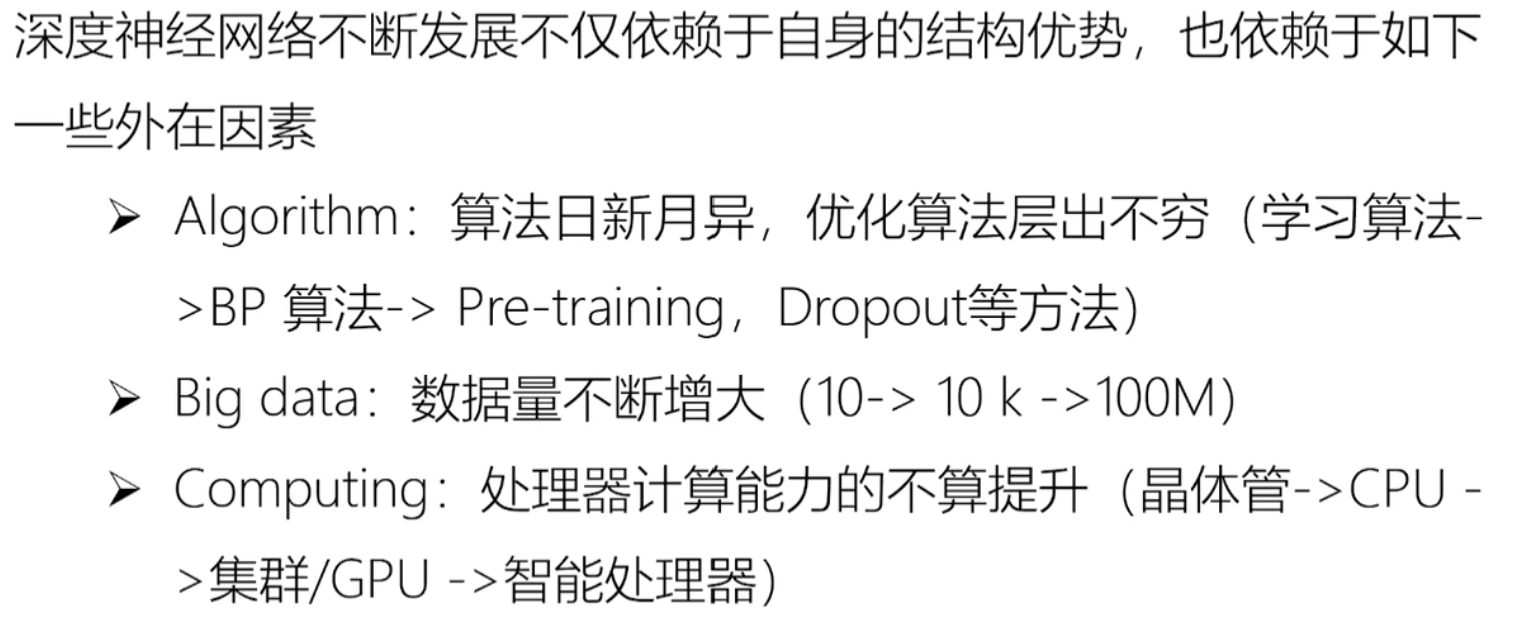 深度神经网络不断发展不仅依赖于自身的结构优势，也依赖于如下
一些外在因素
➢ Algorithm：算法日新月异，优化算法层出不穷（学习算法-
>BP 算法-> Pre-training，Dropout等方法）
➢ Big data：数据量不断增大（10-> 10 k ->100M）
➢ Computing：处理器计算能力的不算提升（晶体管->CPU -
>集群/GPU ->智能处理器）